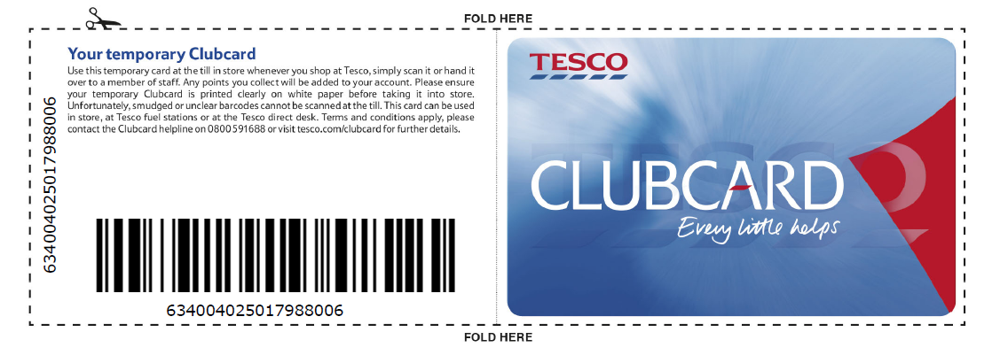 FOLD HERE
Your temporary Clubcard
Use this temporary card at the till in store whenever you shop at Tesco, simply scan it or hand it
over to a member of staff. Any points you collect will be added to your account. Please ensure
your temporary Clubcard is printed clearly on white paper before taking it into store.
Unfortunately, smudged or unclear barcodes cannot be scanned at the till. This card can be used
in store, at Tesco fuel stations or at the Tesco direct desk. Terms and conditions apply, please
contact the Clubcard helpline on 0800 591688 or visit tesco.com/clubcard for further details.
634004025017988006
634004025017988006
TESCO
TESCO
CLUBCARD
Every little helps
FOLD HERE